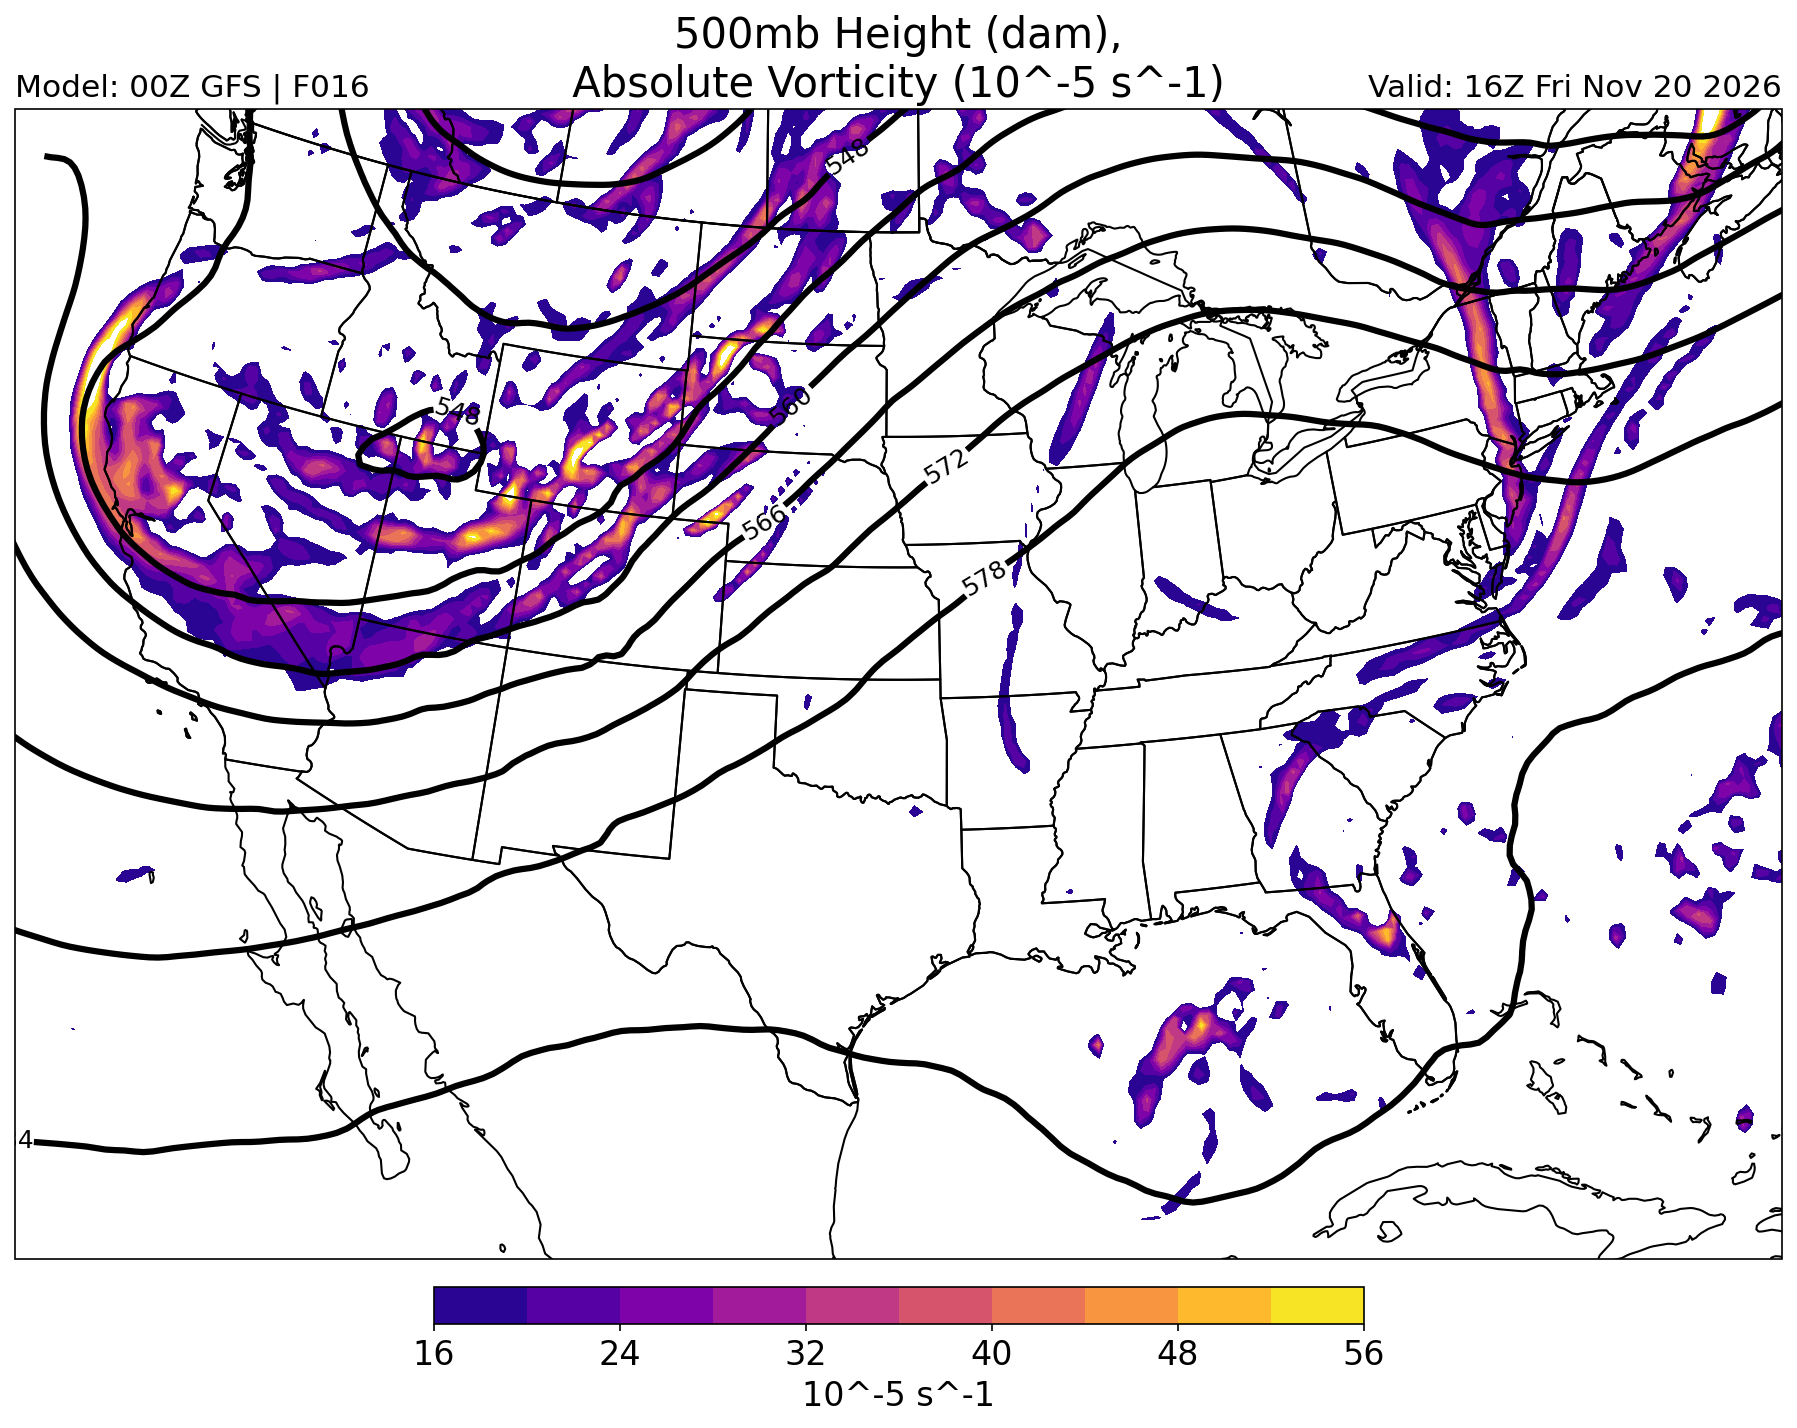 500mb Height (dam),
Model: 00Z GFS | F016
Absolute Vorticity (10^-5 s^-1)
Valid: 16Z Fri Nov 20 2026
548
548
560
572
566
578
4
16
24
32
40
48
56
10^-5 s^-1